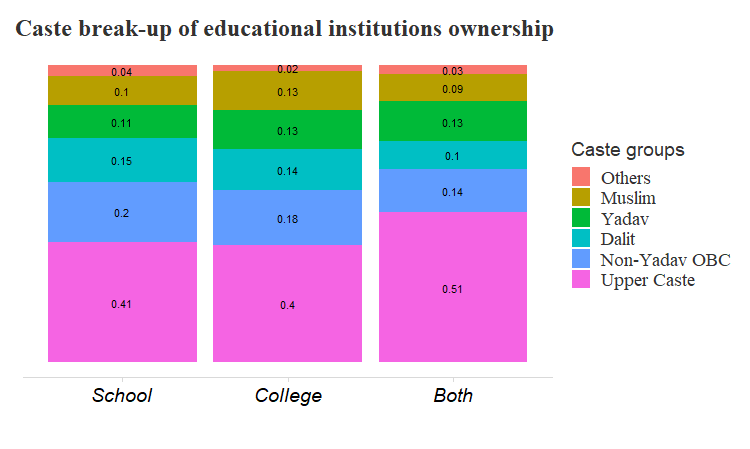 Caste break-up of educational institutions ownership
0.04 0.02 0.03
0.1 0.13 0.09
0.11 0.13 0.13
0.15 0.14 0.1
0.2 0.18 0.14
0.41 0.4 0.51
School College Both
Caste groups
Others
Muslim
Yadav
Dalit
Non-Yadav OBC
Upper Caste